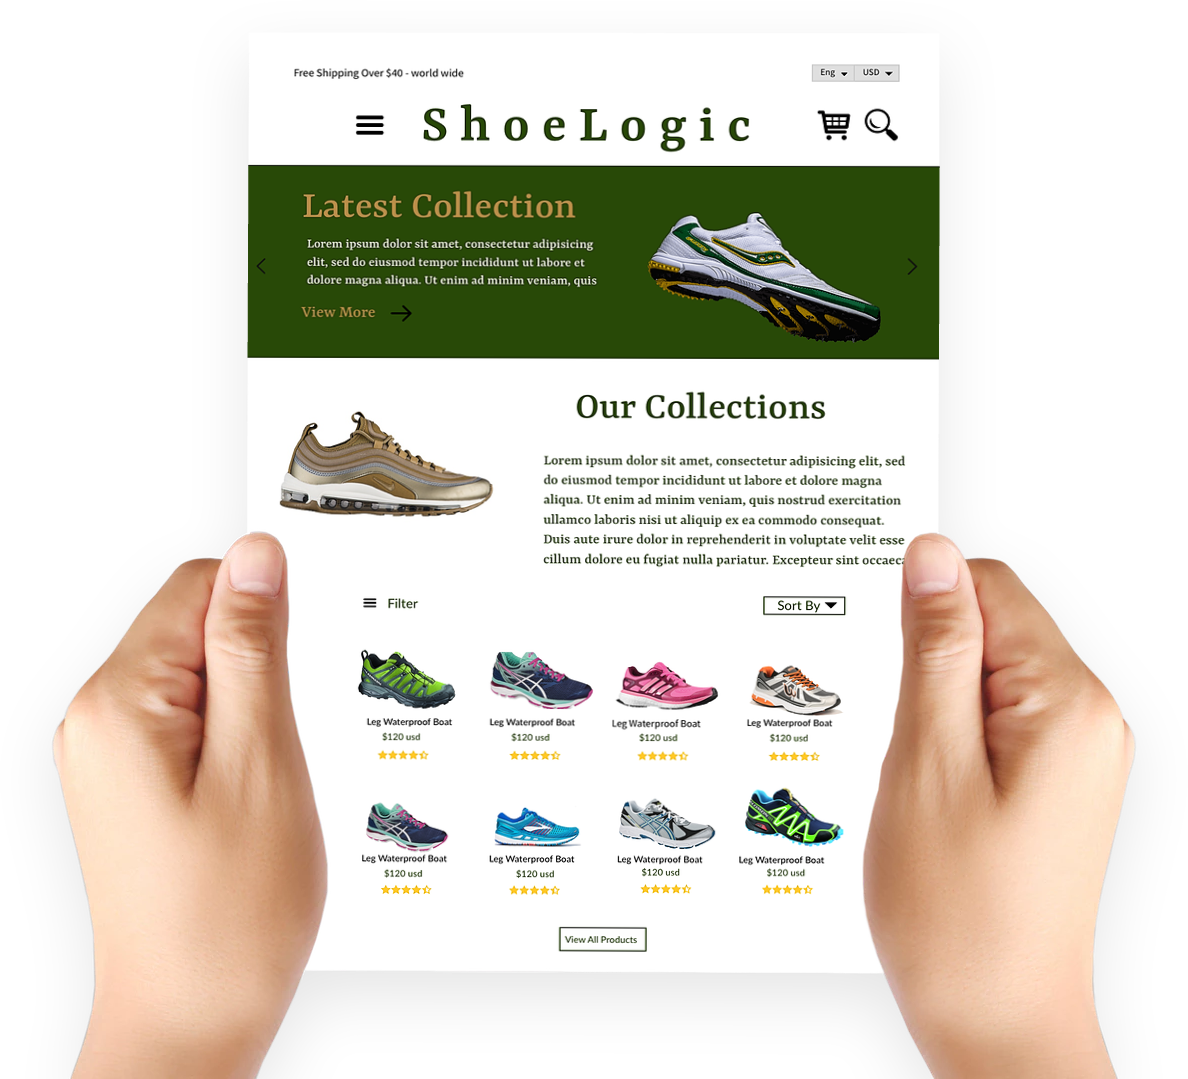 Free Shipping Over $40 - world wide
Eng USD
ShoeLogic
Latest Collection
Lorem ipsum dolor sit amet, consectetur adipisicing
elit, sed do eiusmod tempor incididunt ut labore et
dolore magna aliqua. Ut enim ad minim veniam, quis
View More
Our Collections
Lorem ipsum dolor sit amet, consectetur adipisicing elit, sed
do eiusmod tempor incididunt ut labore et dolore magna
aliqua. Ut enim ad minim veniam, quis nostrud exercitation
ullamco laboris nisi ut aliquip ex ea commodo consequat.
Duis aute irure dolor in reprehenderit in voluptate velit esse
cillum dolore eu fugiat nulla pariatur. Excepteur sint occaeca
Filter
Sort By
Leg Waterproof Boat Leg Waterproof Boat Leg Waterproof Boat Leg Waterproof Boat
$120 usd $120 usd $120 usd $120 usd
Leg Waterproof Boat Leg Waterproof Boat Leg Waterproof Boat Leg Waterproof Boat
$120 usd $120 usd $120 usd $120 usd
View All Products